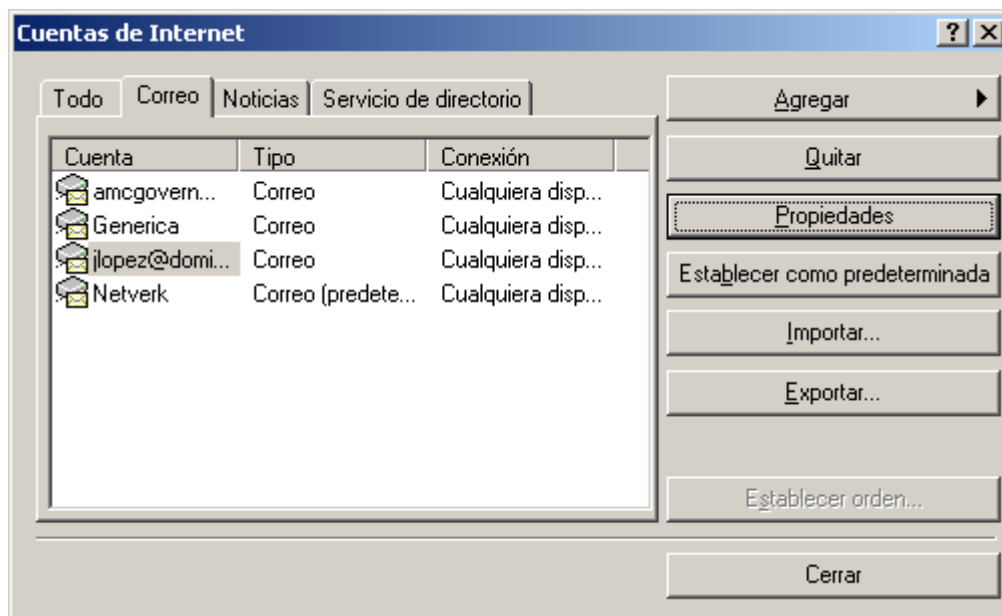 Cuentas de Internet
Todo Correo Noticias Servicio de directorio
Cuenta Tipo Conexión
amcgovern... Correo Cualquiera disp...
Generica Correo Cualquiera disp...
jlopez@domi... Correo Cualquiera disp...
Netverk Correo (predete... Cualquiera disp...
Agregar
Quitar
Propiedades
Establecer como predeterminada
Importar...
Exportar...
Establecer orden...
Cerrar